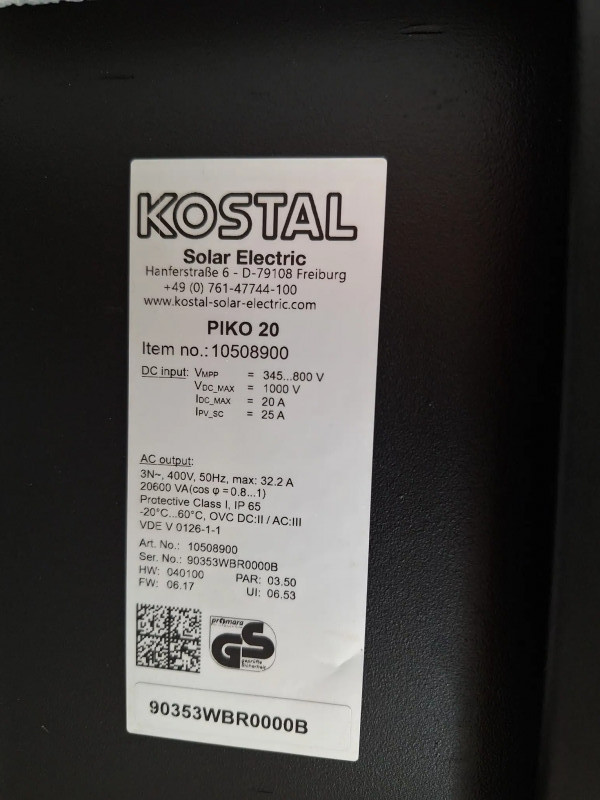 KOSTAL
Solar Electric
Hanferstraße 6 - D-79108 Freiburg
+49 (0) 761-47744-100
www.kostal-solar-electric.com
PIKO 20
Item no.: 10508900
DC input: VMPP = 345...800 V
VDC_MAX = 1000 V
IDC_MAX = 20 A
IPV_SC = 25 A
AC output:
3N~, 400V, 50Hz, max: 32.2 A
20600 VA(cos φ = 0.8...1)
Protective Class I, IP 65
-20°C...60°C, OVC DC:II / AC:III
VDE V 0126-1-1
Art. No.: 10508900
Ser. No.: 90353WBR0000B
HW: 040100 PAR: 03.50
FW: 06.17 UI: 06.53
primara
GS
geprüfte
Sicherheit
90353WBR0000B